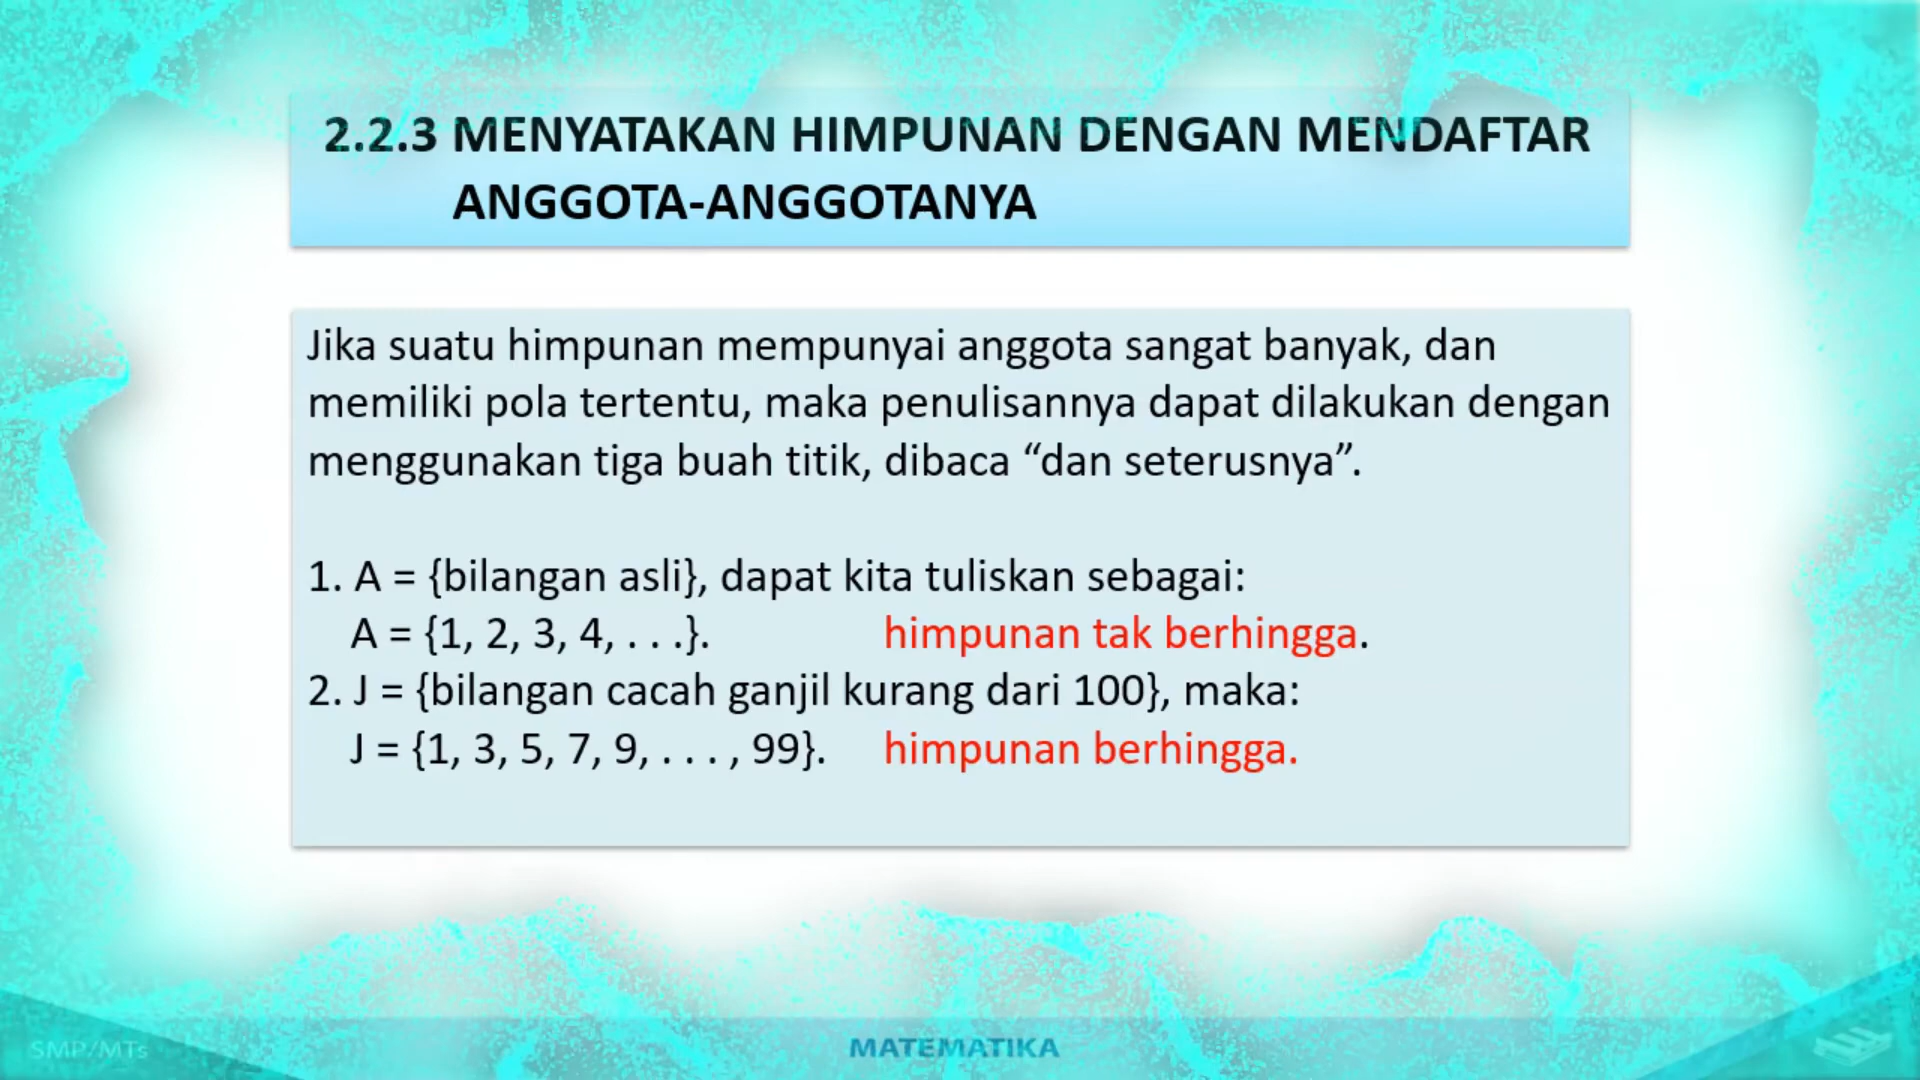 2.2.3 MENYATAKAN HIMPUNAN DENGAN MENDAFTAR
ANGGOTA-ANGGOTANYA
Jika suatu himpunan mempunyai anggota sangat banyak, dan
memiliki pola tertentu, maka penulisannya dapat dilakukan dengan
menggunakan tiga buah titik, dibaca “dan seterusnya”.
1. A = {bilangan asli}, dapat kita tuliskan sebagai:
A = {1, 2, 3, 4, . . .}. himpunan tak berhingga.
2. J = {bilangan cacah ganjil kurang dari 100}, maka:
J = {1, 3, 5, 7, 9, . . . , 99}. himpunan berhingga.
SMP/MTs
MATEMATIKA